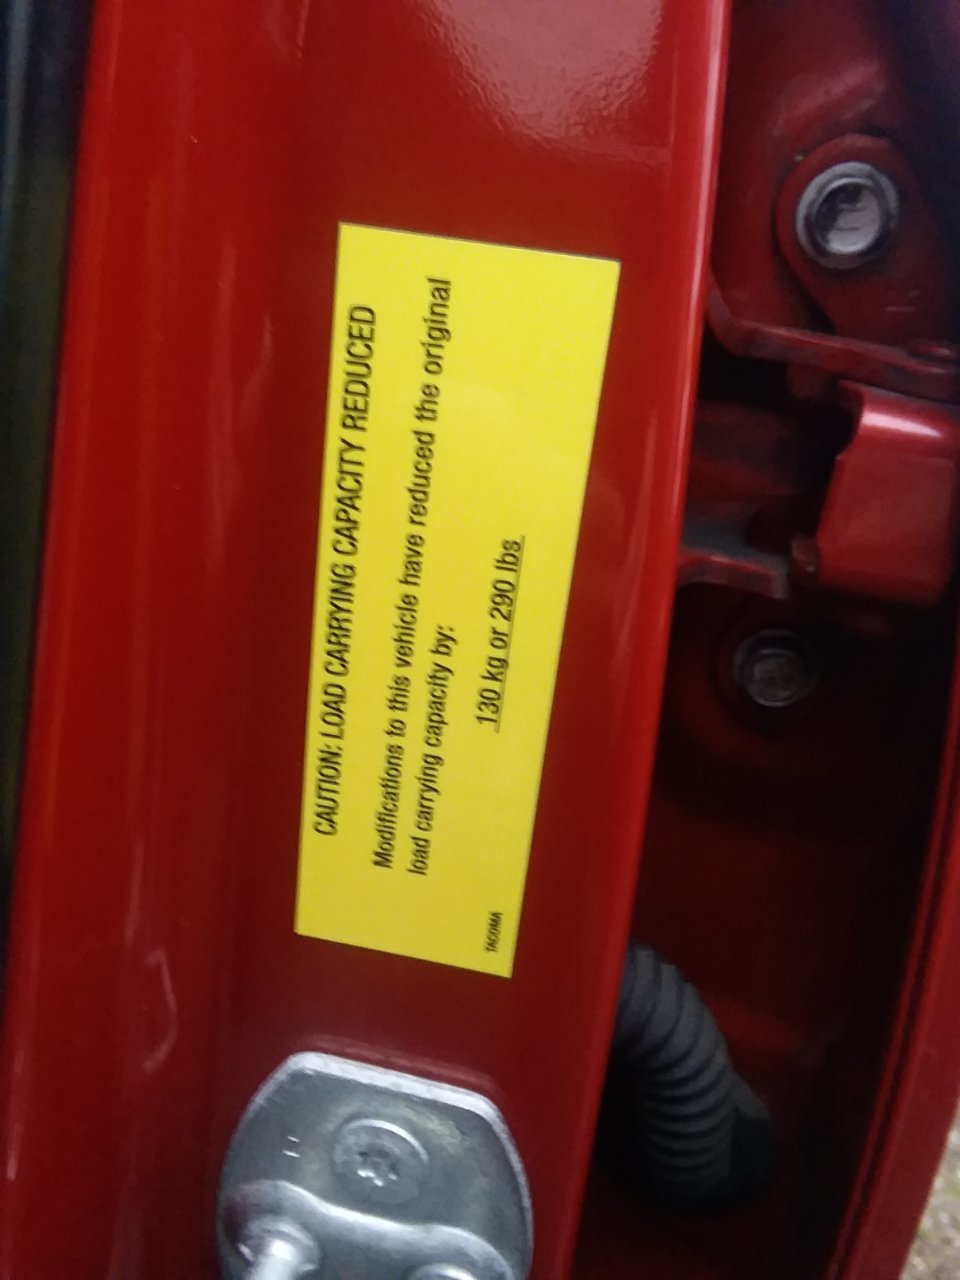 CAUTION: LOAD CARRYING CAPACITY REDUCED
Modifications to this vehicle have reduced the original
load carrying capacity by:
130 kg or 290 lbs
TACOMA